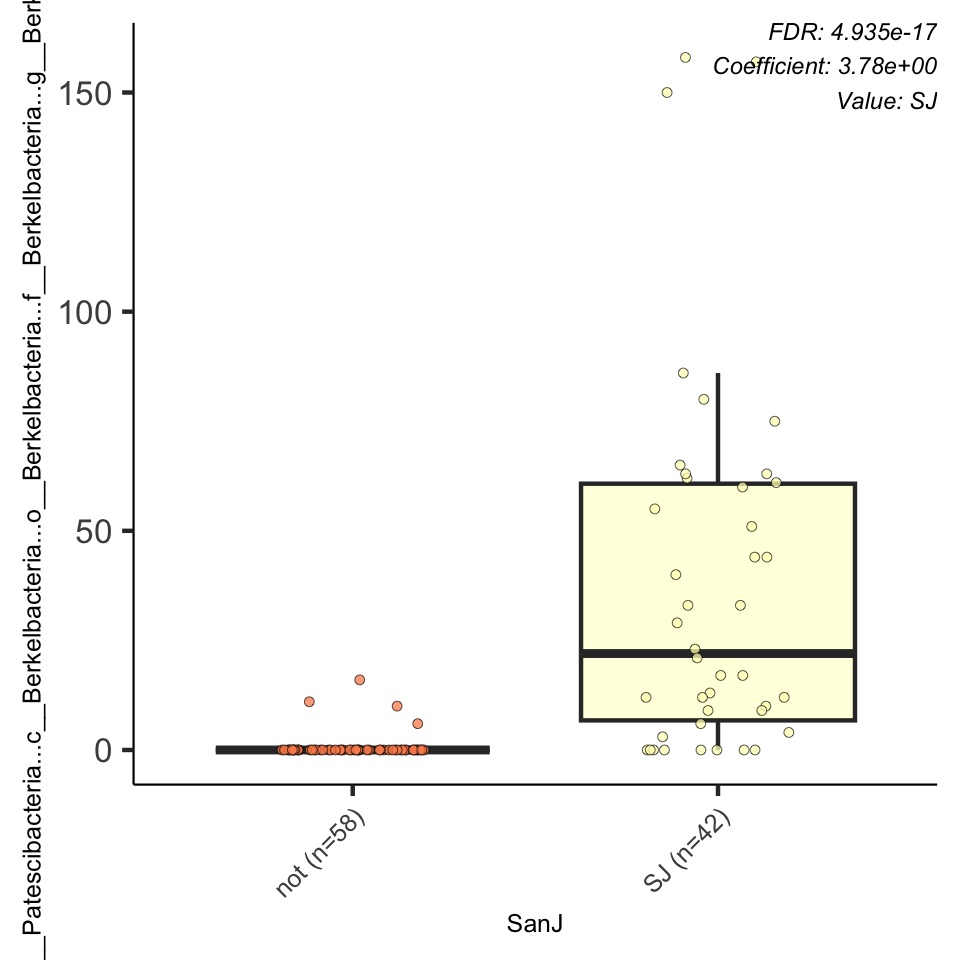 __Patescibacteria...c__Berkelbacteria...o__Berkelbacteria...f__Berkelbacteria...g__Berk
FDR: 4.935e-17
Coefficient: 3.78e+00
Value: SJ
150
100
50
0
not (n=58)
SJ (n=42)
SanJ